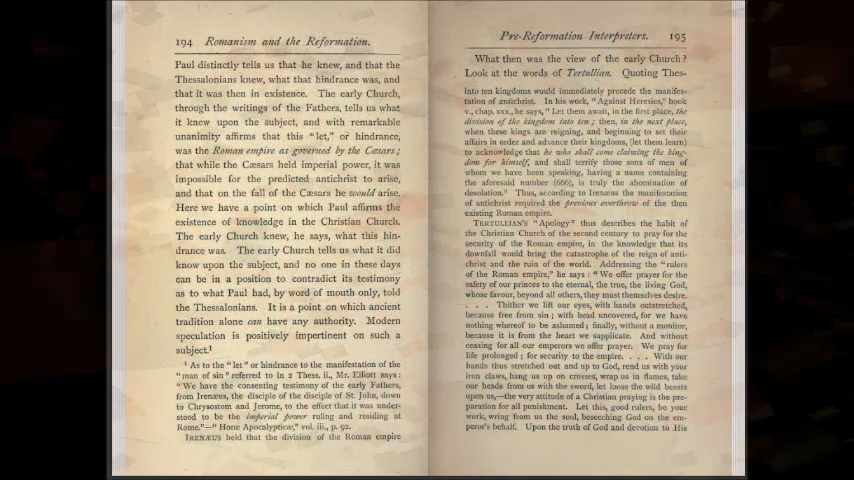 194 Romanism and the Reformation.
Paul distinctly tells us that he knew, and that the
Thessalonians knew, what that hindrance was, and
that it was then in existence. The early Church,
through the writings of the Fathers, tells us what
it knew upon the subject, and with remarkable
unanimity affirms that this “let,” or hindrance,
was the Roman empire as governed by the Cæsars;
that while the Cæsars held imperial power, it was
impossible for the predicted antichrist to arise,
and that on the fall of the Cæsars he would arise.
Here we have a point on which Paul affirms the
existence of knowledge in the Christian Church.
The early Church knew, he says, what this hin-
drance was. The early Church tells us what it did
know upon the subject, and no one in these days
can be in a position to contradict its testimony
as to what Paul had, by word of mouth only, told
the Thessalonians. It is a point on which ancient
tradition alone can have any authority. Modern
speculation is positively impertinent on such a
subject.¹
¹ As to the “let” or hindrance to the manifestation of the
“man of sin” referred to in 2 Thess. ii., Mr. Elliott says:
“We have the consenting testimony of the early Fathers,
from Irenæus, the disciple of the disciple of St. John, down
to Chrysostom and Jerome, to the effect that it was under-
stood to be the imperial power ruling and residing at
Rome.”—“Horæ Apocalypticæ,” vol. iii., p. 92.
IRENÆUS held that the division of the Roman empire
Pre-Reformation Interpreters. 195
What then was the view of the early Church?
Look at the words of Tertullian. Quoting Thes-
into ten kingdoms would immediately precede the manifes-
tation of antichrist. In his work, “Against Heresies,” book
v., chap. xxx., he says, “Let them await, in the first place, the
division of the kingdom into ten; then, in the next place,
when these kings are reigning, and beginning to set their
affairs in order and advance their kingdoms, (let them learn)
to acknowledge that he who shall come claiming the king-
dom for himself, and shall terrify those sons of men of
whom we have been speaking, having a name containing
the aforesaid number (666), is truly the abomination of
desolation.” Thus, according to Irenæus the manifestation
of antichrist required the previous overthrow of the then
existing Roman empire.
TERTULLIAN'S “Apology” thus describes the habit of
the Christian Church of the second century to pray for the
security of the Roman empire, in the knowledge that its
downfall would bring the catastrophe of the reign of anti-
christ and the ruin of the world. Addressing the “rulers
of the Roman empire,” he says: “We offer prayer for the
safety of our princes to the eternal, the true, the living God,
whose favour, beyond all others, they must themselves desire.
. . . . Thither we lift our eyes, with hands outstretched,
because free from sin; with head uncovered, for we have
nothing whereof to be ashamed; finally, without a monitor,
because it is from the heart we supplicate. And without
ceasing for all our emperors we offer prayer. We pray for
life prolonged; for security to the empire. . . . . With our
hands thus stretched out and up to God, rend us with your
iron claws, hang us up on crosses, wrap us in flames, take
our heads from us with the sword, let loose the wild beasts
upon us,—the very attitude of a Christian praying is the pre-
paration for all punishment. Let this, good rulers, be your
work, wring from us the soul, beseeching God on the em-
peror's behalf. Upon the truth of God and devotion to His